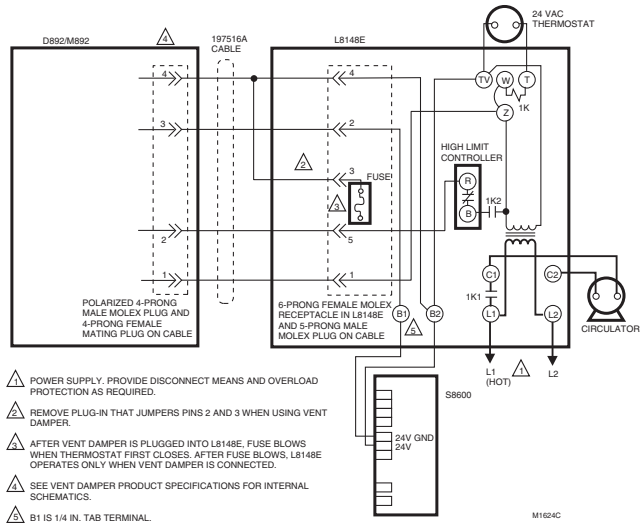 24 VAC
THERMOSTAT
D892/M892
4
197516A
CABLE
L8148E
TV
W
T
1K
Z
4
4
3
2
2
3
FUSE
3
HIGH LIMIT
CONTROLLER
R
B
1K2
2
5
1
1
C1
C2
1K1
L1
L2
CIRCULATOR
POLARIZED 4-PRONG
MALE MOLEX PLUG AND
4-PRONG FEMALE
MATING PLUG ON CABLE
6-PRONG FEMALE MOLEX
RECEPTACLE IN L8148E
AND 5-PRONG MALE
MOLEX PLUG ON CABLE
B1
B2
5
L1
(HOT)
1
L2
S8600
24V GND
24V
1 POWER SUPPLY. PROVIDE DISCONNECT MEANS AND OVERLOAD
PROTECTION AS REQUIRED.
2 REMOVE PLUG-IN THAT JUMPERS PINS 2 AND 3 WHEN USING VENT
DAMPER.
3 AFTER VENT DAMPER IS PLUGGED INTO L8148E, FUSE BLOWS
WHEN THERMOSTAT FIRST CLOSES. AFTER FUSE BLOWS, L8148E
OPERATES ONLY WHEN VENT DAMPER IS CONNECTED.
4 SEE VENT DAMPER PRODUCT SPECIFICATIONS FOR INTERNAL
SCHEMATICS.
5 B1 IS 1/4 IN. TAB TERMINAL.
M1624C